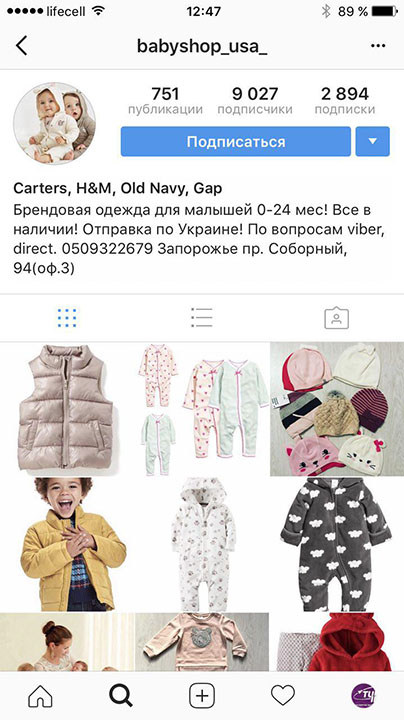 lifecell 12:47 89 %
babyshop_usa_
751 9 027 2 894
публикации подписчики подписки
Подписаться
Carters, H&M, Old Navy, Gap
Брендовая одежда для малышей 0-24 мес! Все в
наличии! Отправка по Украине! По вопросам viber,
direct. 0509322679 Запорожье пр. Соборный,
94(оф.3)